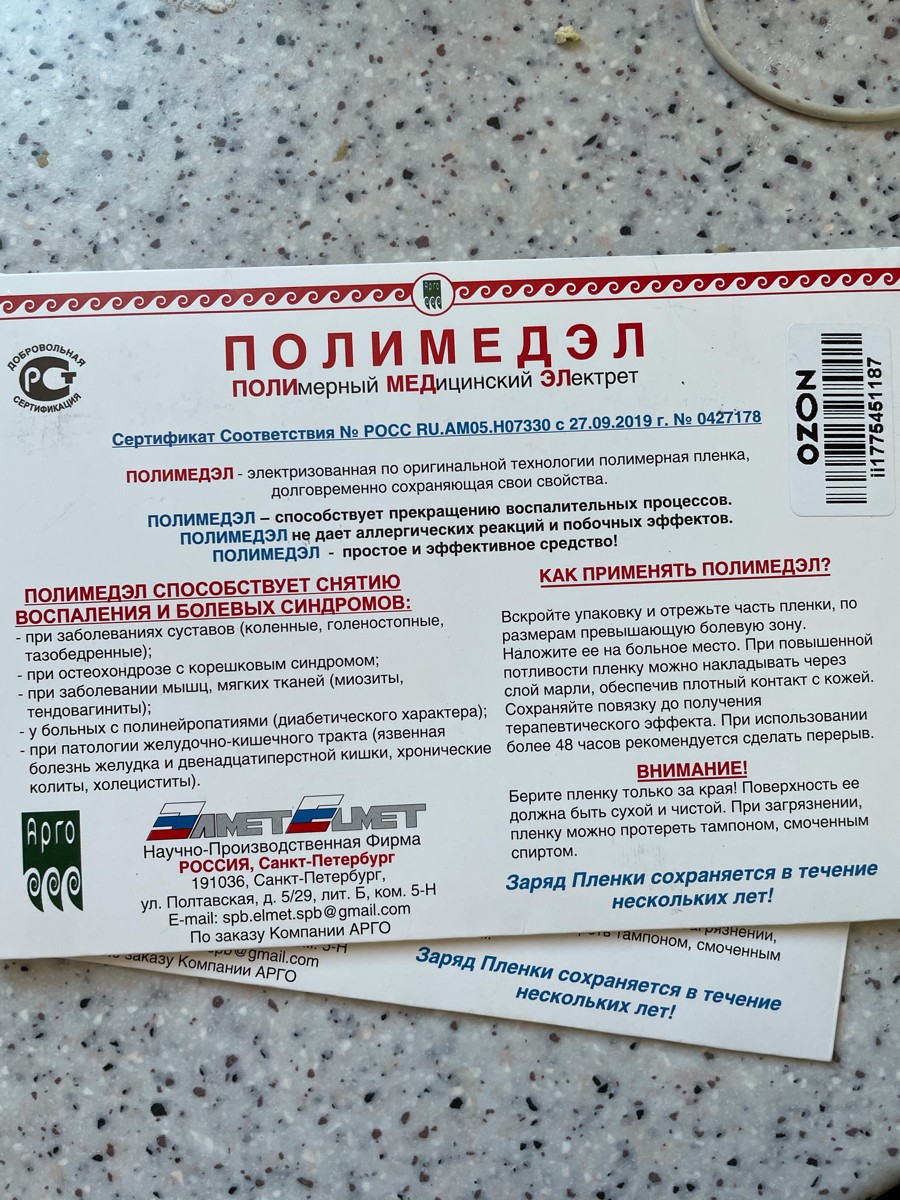 Арго
ПОЛИМЕДЭЛ
ПОЛИмерный МЕДицинский ЭЛектрет
ДОБРОВОЛЬНАЯ
РСТ
СЕРТИФИКАЦИЯ
OZON
ii1775451187
Сертификат Соответствия № РОСС RU.АМ05.Н07330 с 27.09.2019 г. № 0427178
ПОЛИМЕДЭЛ - электризованная по оригинальной технологии полимерная пленка,
долговременно сохраняющая свои свойства.
ПОЛИМЕДЭЛ – способствует прекращению воспалительных процессов.
ПОЛИМЕДЭЛ не дает аллергических реакций и побочных эффектов.
ПОЛИМЕДЭЛ - простое и эффективное средство!
ПОЛИМЕДЭЛ СПОСОБСТВУЕТ СНЯТИЮ
ВОСПАЛЕНИЯ И БОЛЕВЫХ СИНДРОМОВ:
- при заболеваниях суставов (коленные, голеностопные,
тазобедренные);
- при остеохондрозе с корешковым синдромом;
- при заболевании мышц, мягких тканей (миозиты,
тендовагиниты);
- у больных с полинейропатиями (диабетического характера);
- при патологии желудочно-кишечного тракта (язвенная
болезнь желудка и двенадцатиперстной кишки, хронические
колиты, холециститы).
Арго
ЭЛМЕТ ELMET
Научно-Производственная Фирма
РОССИЯ, Санкт-Петербург
191036, Санкт-Петербург,
ул. Полтавская, д. 5/29, лит. Б, ком. 5-Н
E-mail: spb.elmet.spb@gmail.com
По заказу Компании АРГО
КАК ПРИМЕНЯТЬ ПОЛИМЕДЭЛ?
Вскройте упаковку и отрежьте часть пленки, по
размерам превышающую болевую зону.
Наложите ее на больное место. При повышенной
потливости пленку можно накладывать через
слой марли, обеспечив плотный контакт с кожей.
Сохраняйте повязку до получения
терапевтического эффекта. При использовании
более 48 часов рекомендуется сделать перерыв.
ВНИМАНИЕ!
Берите пленку только за края! Поверхность ее
должна быть сухой и чистой. При загрязнении,
пленку можно протереть тампоном, смоченным
спиртом.
Заряд Пленки сохраняется в течение
нескольких лет!
5-Н
@gmail.com
заказу Компании АРГО
тампоном, смоченным
Заряд Пленки сохраняется в течение
нескольких лет!